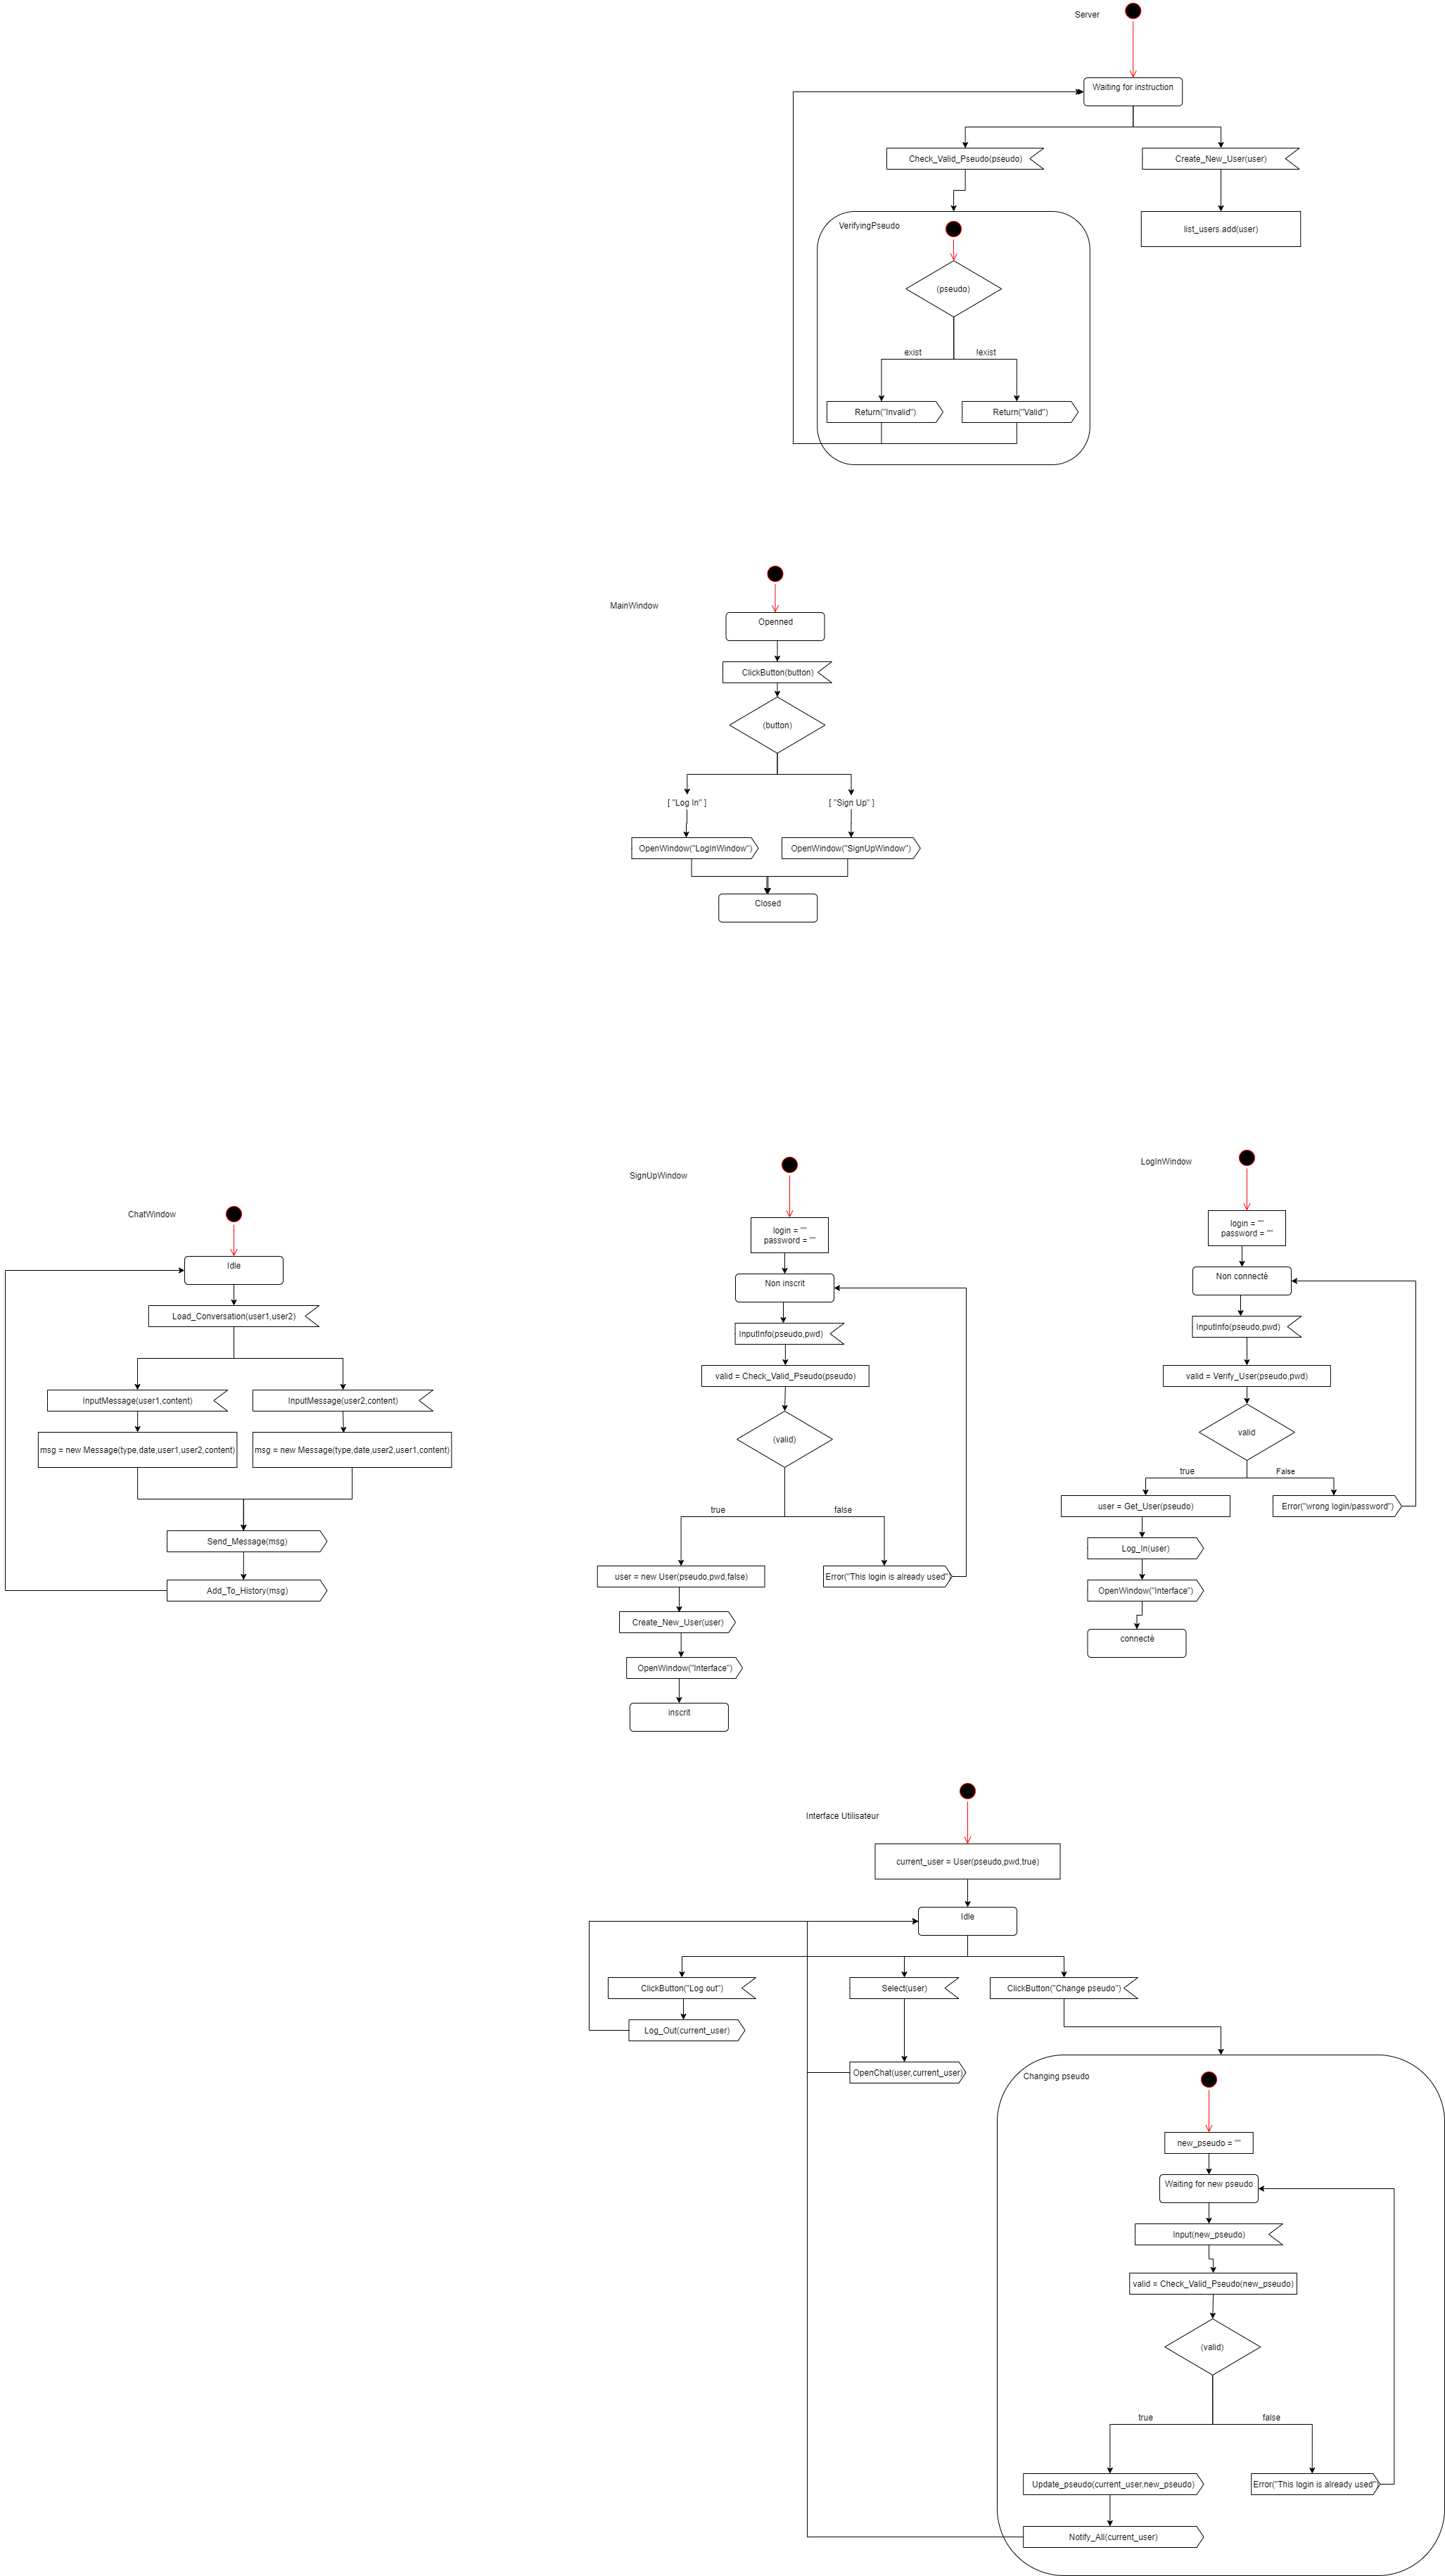 Server
Waiting for instruction
Check_Valid_Pseudo(pseudo)
Create_New_User(user)
VerifyingPseudo
list_users.add(user)
(pseudo)
exist
!exist
Return("Invalid")
Return("Valid")
MainWindow
Openned
ClickButton(button)
(button)
[ "Log In" ]
[ "Sign Up" ]
OpenWindow("LogInWindow")
OpenWindow("SignUpWindow")
Closed
ChatWindow
Idle
Load_Conversation(user1,user2)
InputMessage(user1,content)
InputMessage(user2,content)
msg = new Message(type,date,user1,user2,content)
msg = new Message(type,date,user2,user1,content)
Send_Message(msg)
Add_To_History(msg)
SignUpWindow
login = ""
password = ""
Non inscrit
InputInfo(pseudo,pwd)
valid = Check_Valid_Pseudo(pseudo)
(valid)
true
false
user = new User(pseudo,pwd,false)
Error("This login is already used"
Create_New_User(user)
OpenWindow("Interface")
inscrit
LogInWindow
login = ""
password = ""
Non connecté
InputInfo(pseudo,pwd)
valid = Verify_User(pseudo,pwd)
valid
true
False
user = Get_User(pseudo)
Error("wrong login/password")
Log_In(user)
OpenWindow("Interface")
connecté
Interface Utilisateur
current_user = User(pseudo,pwd,true)
Idle
ClickButton("Log out")
Select(user)
ClickButton("Change pseudo")
Log_Out(current_user)
OpenChat(user,current_user)
Changing pseudo
new_pseudo = ""
Waiting for new pseudo
Input(new_pseudo)
valid = Check_Valid_Pseudo(new_pseudo)
(valid)
true
false
Update_pseudo(current_user,new_pseudo)
Error("This login is already used"
Notify_All(current_user)